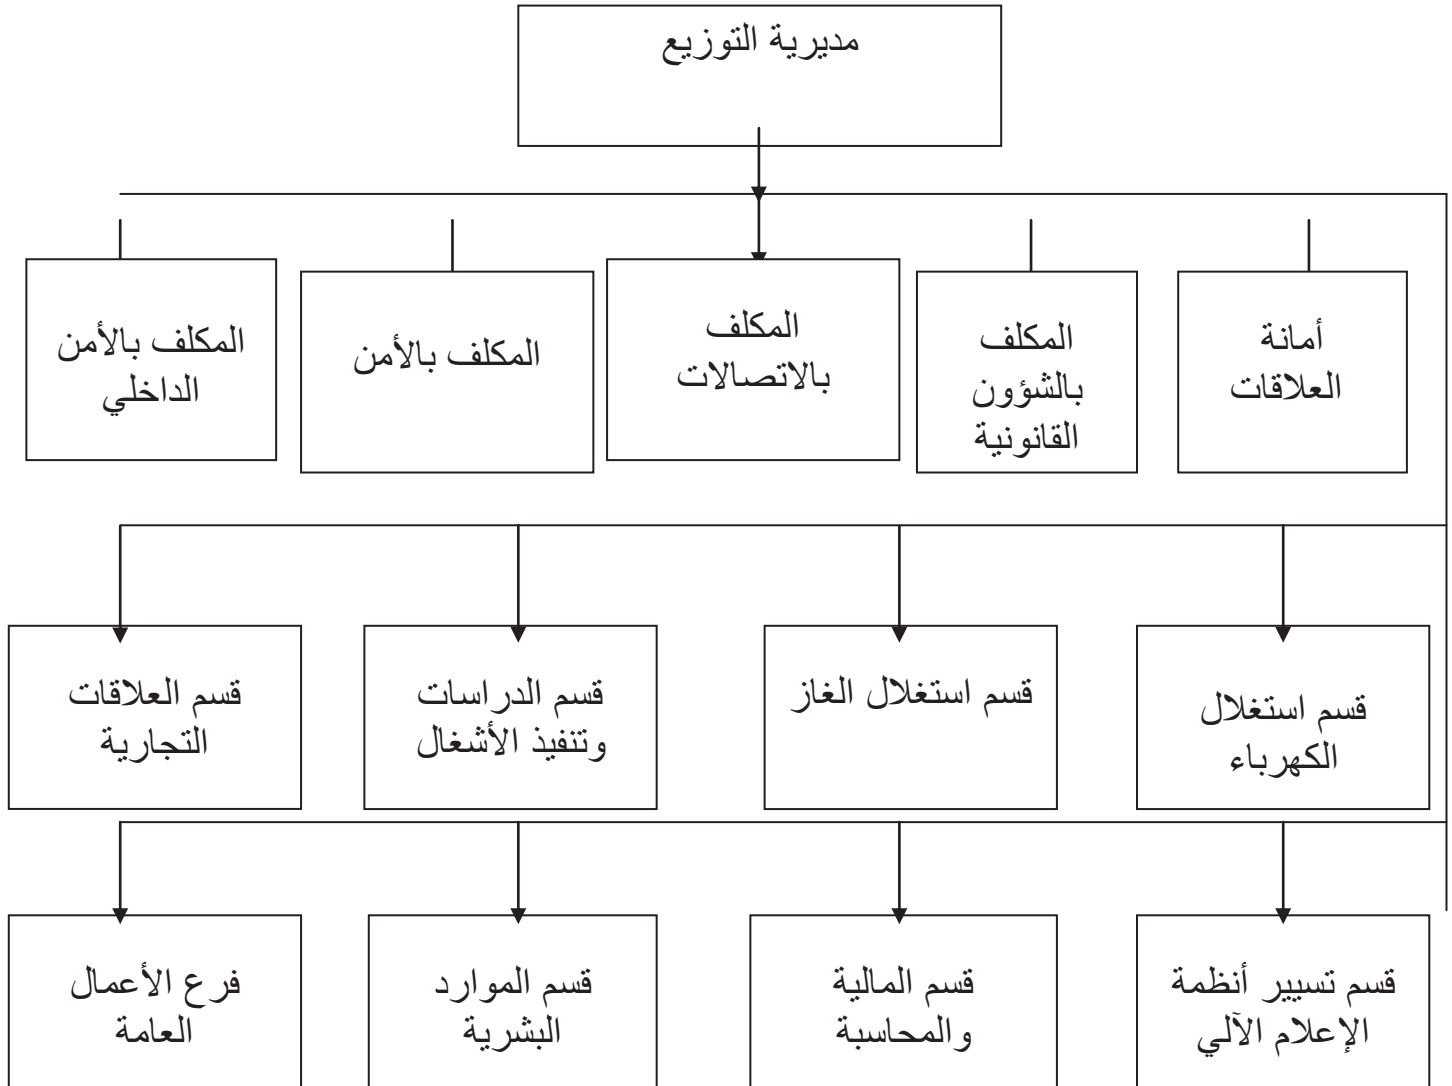 مديرية التوزيع
أمانة
العلاقات
المكلف
بالشؤون
القانونية
المكلف
بالاتصالات
المكلف بالأمن
المكلف بالأمن
الداخلي
قسم استغلال
الكهرباء
قسم استغلال الغاز
قسم الدراسات
وتنفيذ الأشغال
قسم العلاقات
التجارية
قسم تسيير أنظمة
الإعلام الآلي
قسم المالية
والمحاسبة
قسم الموارد
البشرية
فرع الأعمال
العامة